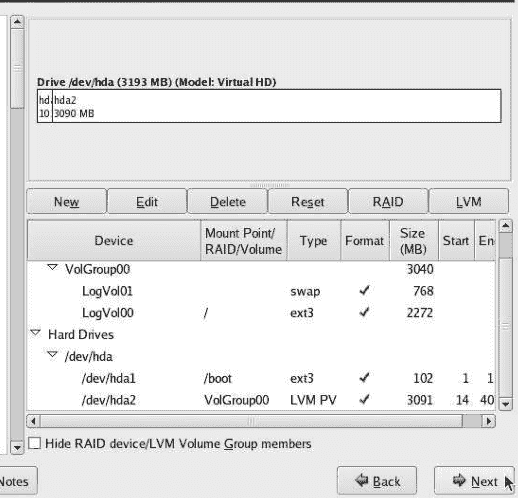 Drive /dev/hda (3193 MB) (Model: Virtual HD)
hda2
10 3090 MB
New Edit Delete Reset RAID LVM
Device Mount Point/ RAID/Volume Type Format Size (MB) Start En
VolGroup00 3040
LogVol01 swap ✓ 768
LogVol00 / ✓ ext3 2272
Hard Drives
/dev/hda
/dev/hda1 /boot ext3 ✓ 102 1 1
/dev/hda2 VolGroup00 LVM PV ✓ 3091 14 40
Hide RAID device/LVM Volume Group members
Notes Back Next